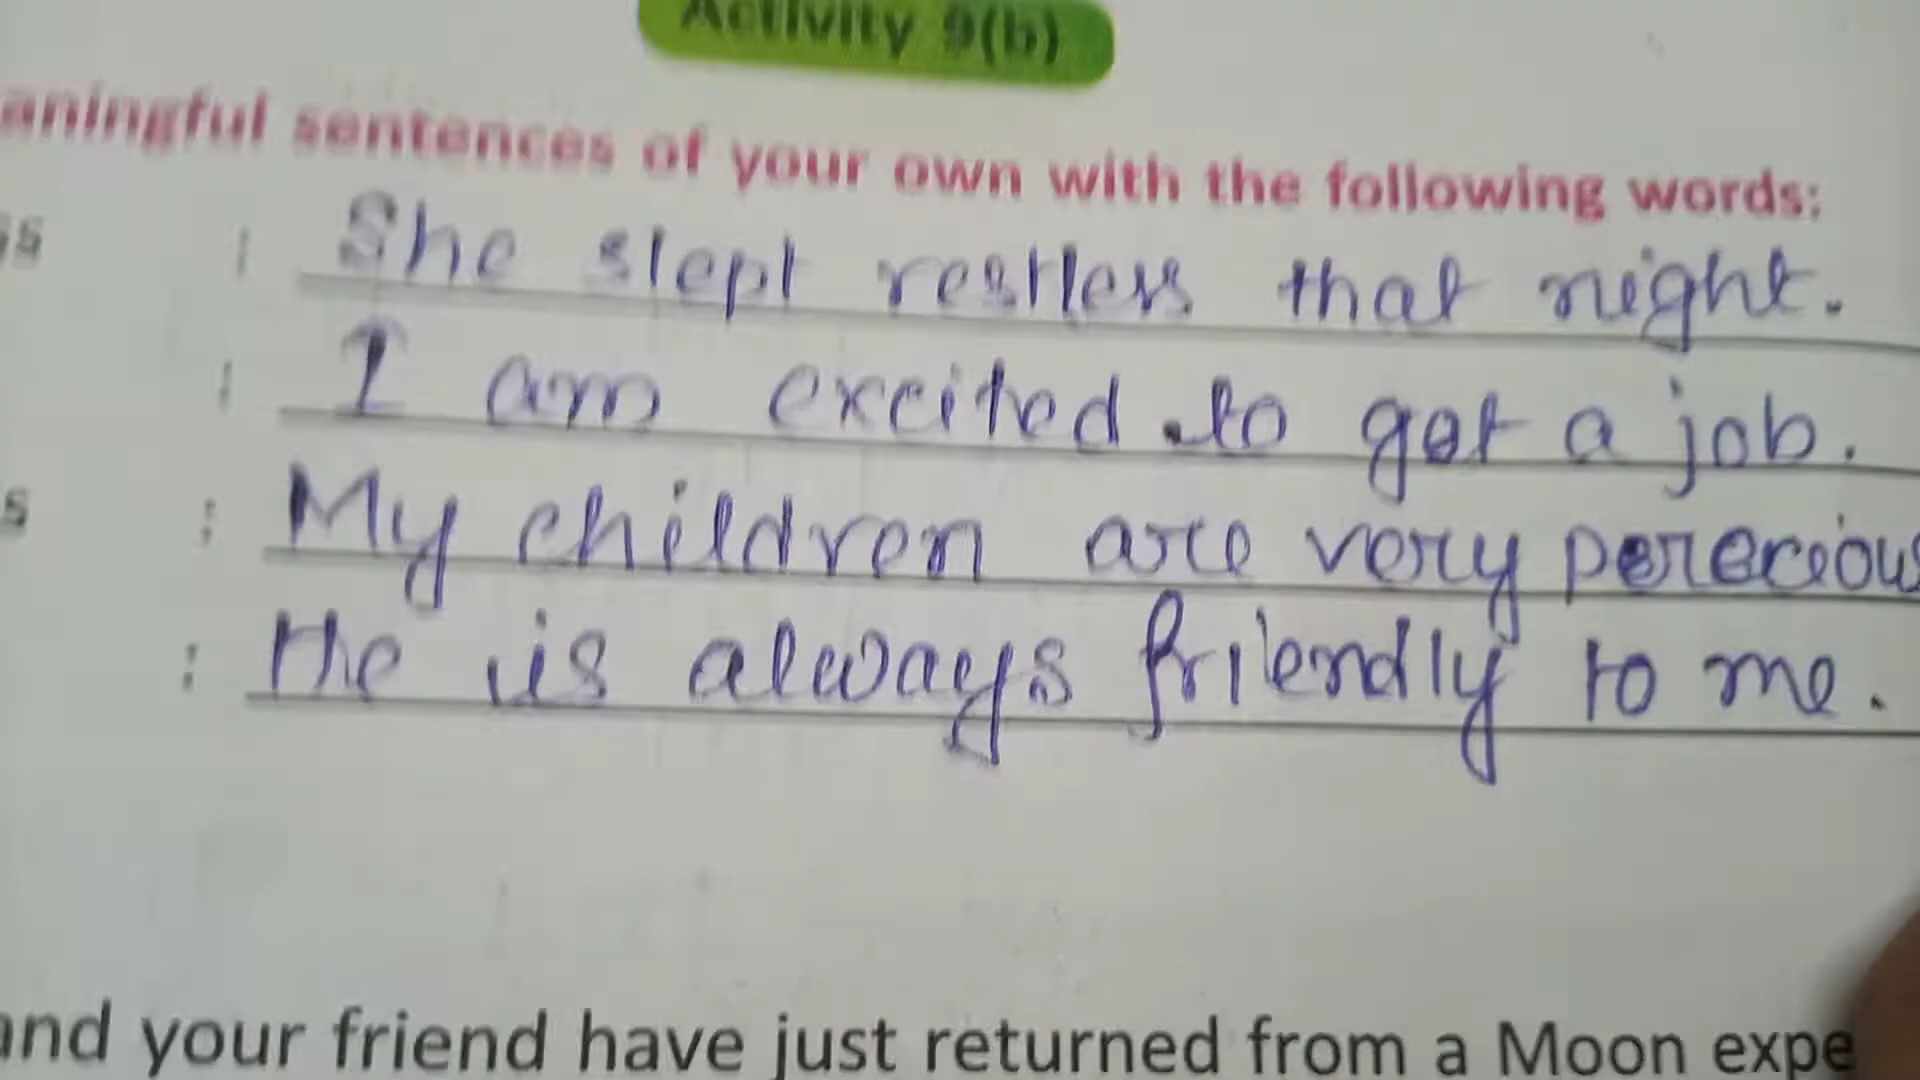 Activity 9(b)
aningful sentences of your own with the following words:
ss : She slept restless that night.
: I am excited to get a job.
s : My children are very perecious
: He is always friendly to me.
and your friend have just returned from a Moon expe